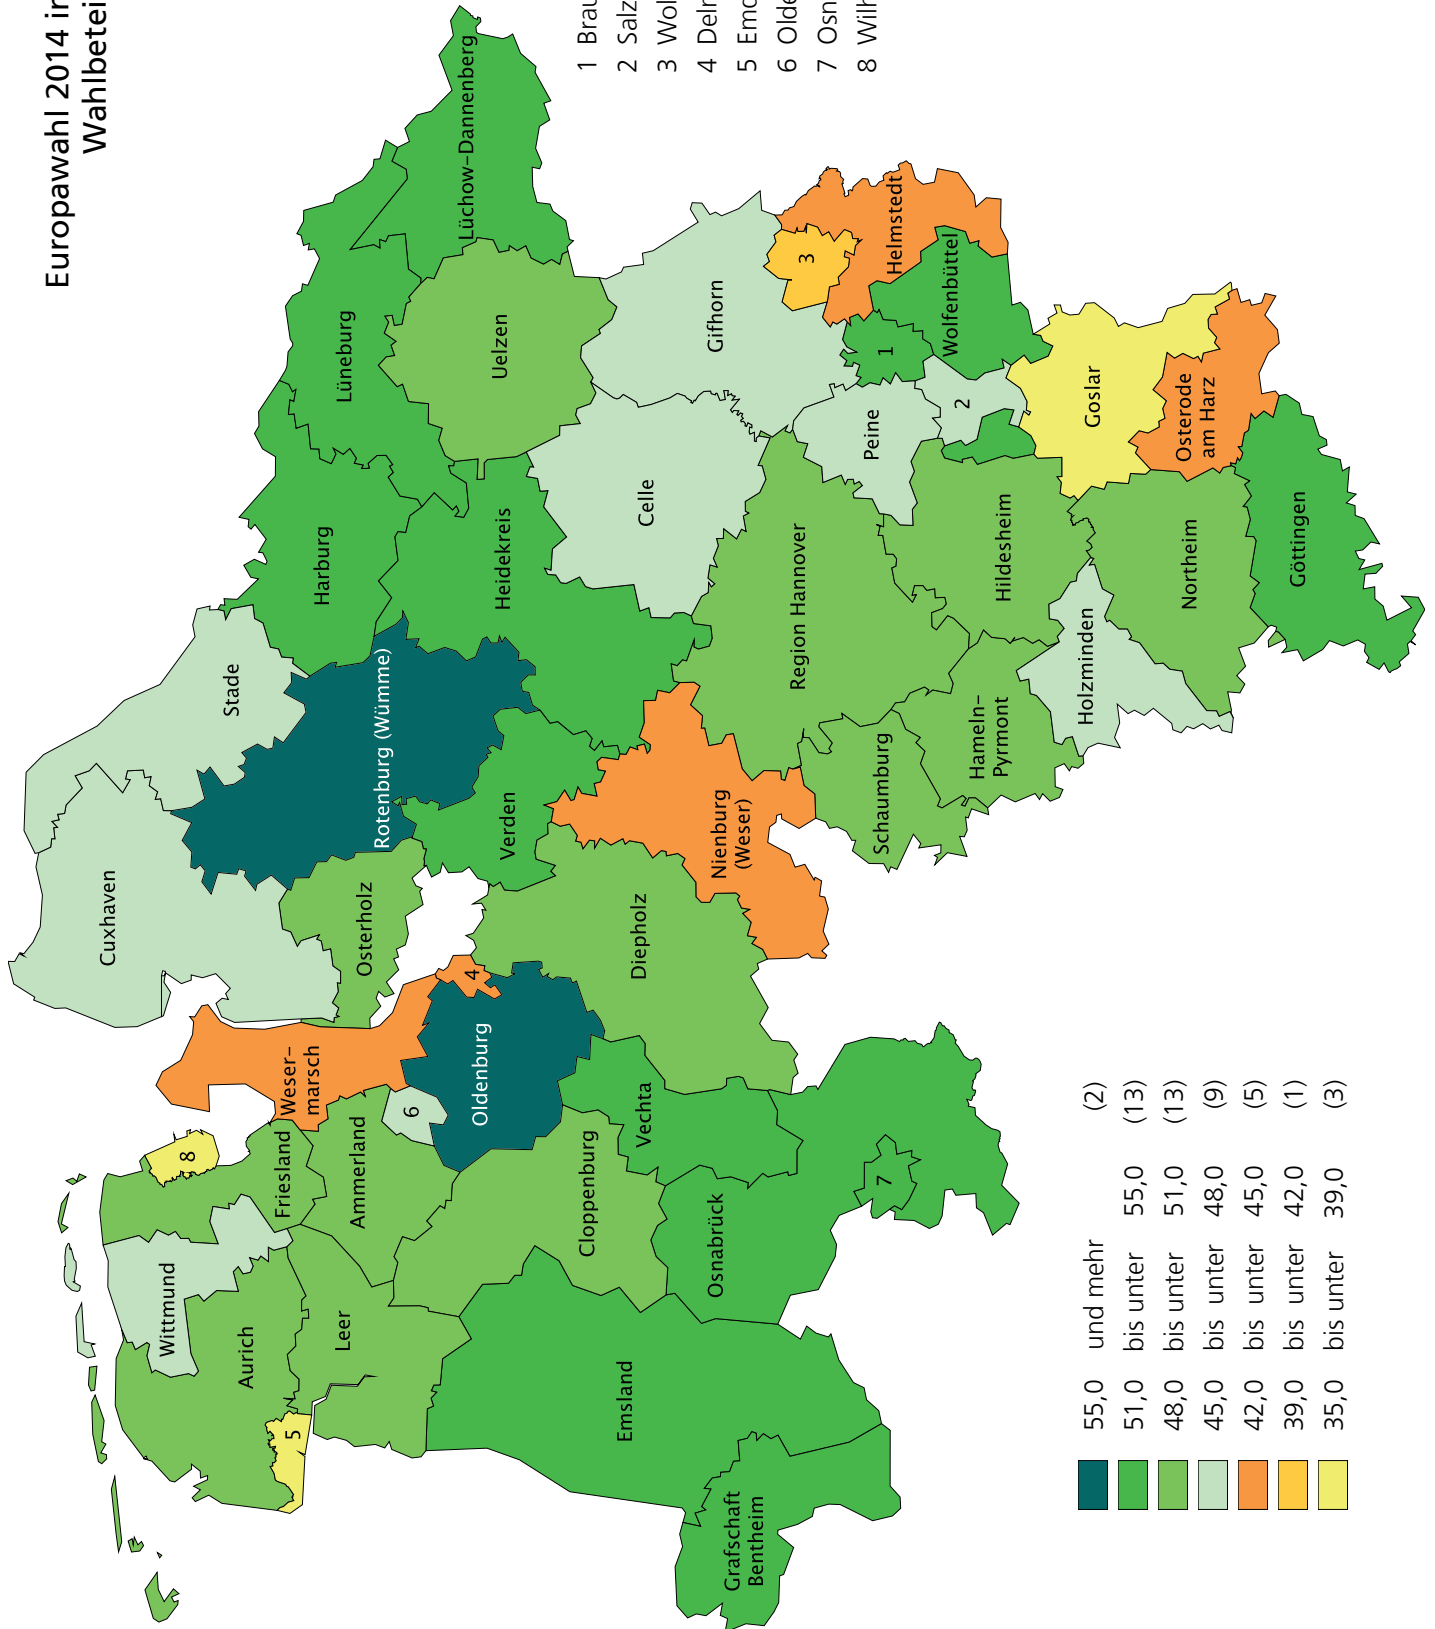 Europawahl 2014 in
Wahlbetei
1 Brau
2 Salz
3 Wol
4 Delm
5 Emd
6 Olde
7 Osn
8 Wilh
Cuxhaven
Stade
Harburg
Lüneburg
Lüchow-Dannenberg
Wittmund
8
Friesland
Weser-
marsch
Osterholz
Rotenburg (Wümme)
Heidekreis
Uelzen
Aurich
5
Leer
Ammerland
6
Oldenburg
4
Verden
Celle
Gifhorn
Emsland
Cloppenburg
Vechta
Diepholz
Nienburg
(Weser)
Region Hannover
Peine
1
3
Helmstedt
Grafschaft
Bentheim
Osnabrück
7
Schaumburg
Hameln-
Pyrmont
Hildesheim
2
Wolfenbüttel
Holzminden
Goslar
Northeim
Osterode
am Harz
Göttingen
55,0 und mehr (2)
51,0 bis unter 55,0 (13)
48,0 bis unter 51,0 (13)
45,0 bis unter 48,0 (9)
42,0 bis unter 45,0 (5)
39,0 bis unter 42,0 (1)
35,0 bis unter 39,0 (3)